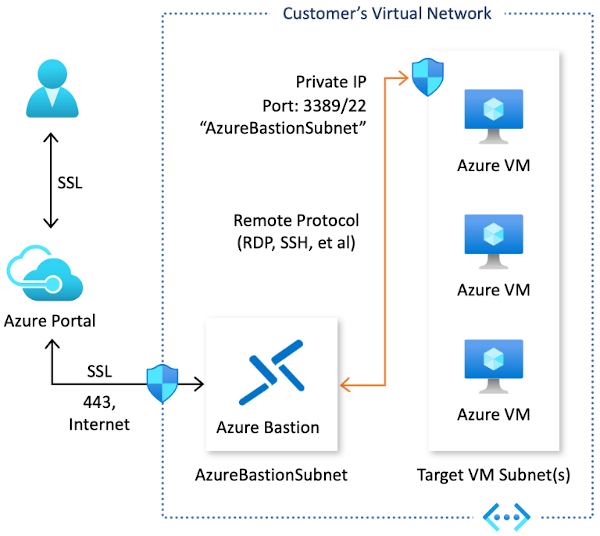 Customer's Virtual Network
Private IP
Port: 3389/22
“AzureBastionSubnet”
Azure VM
SSL
Remote Protocol
(RDP, SSH, et al)
Azure VM
Azure Portal
SSL
443,
Internet
Azure Bastion
Azure VM
AzureBastionSubnet
Target VM Subnet(s)